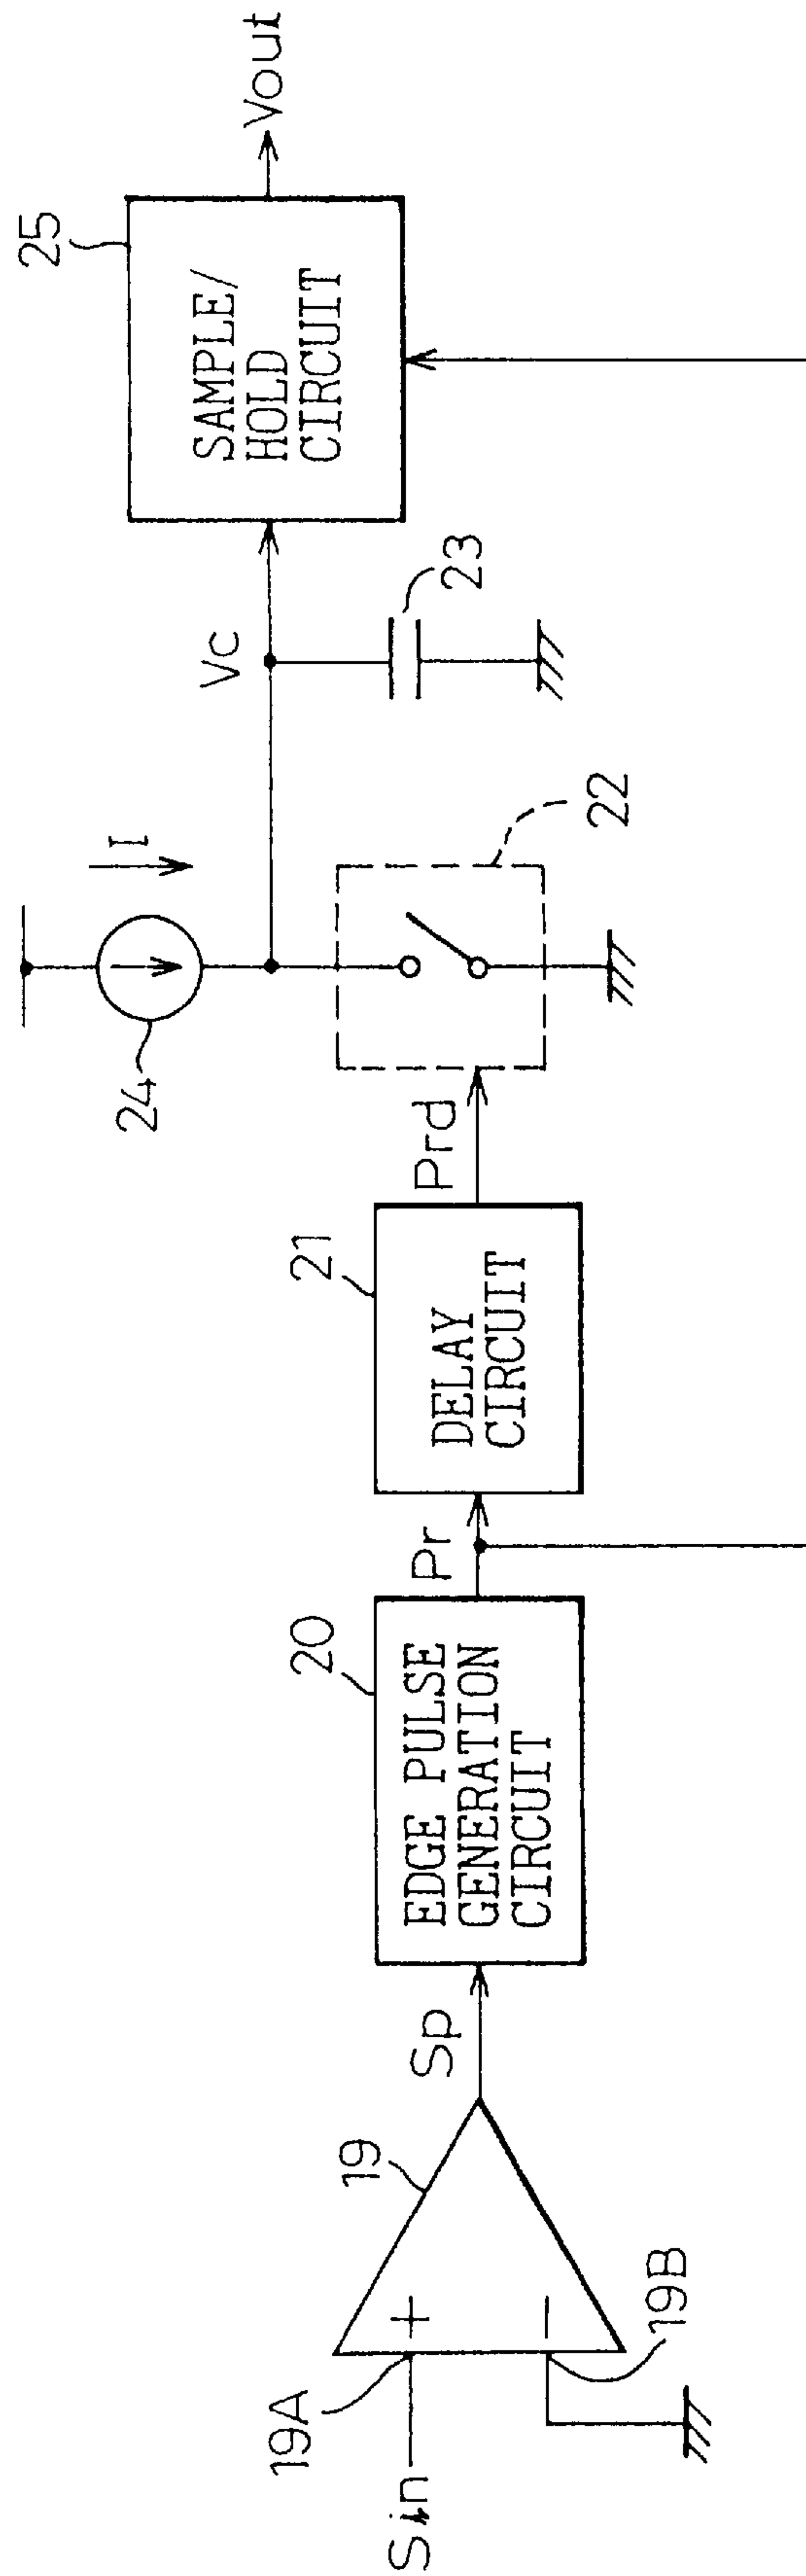 Sin
19A
19B
+
−
19
Sp
20
EDGE PULSE
GENERATION
CIRCUIT
Pr
21
DELAY
CIRCUIT
Prd
22
24
I
Vc
23
25
SAMPLE/
HOLD
CIRCUIT
Vout